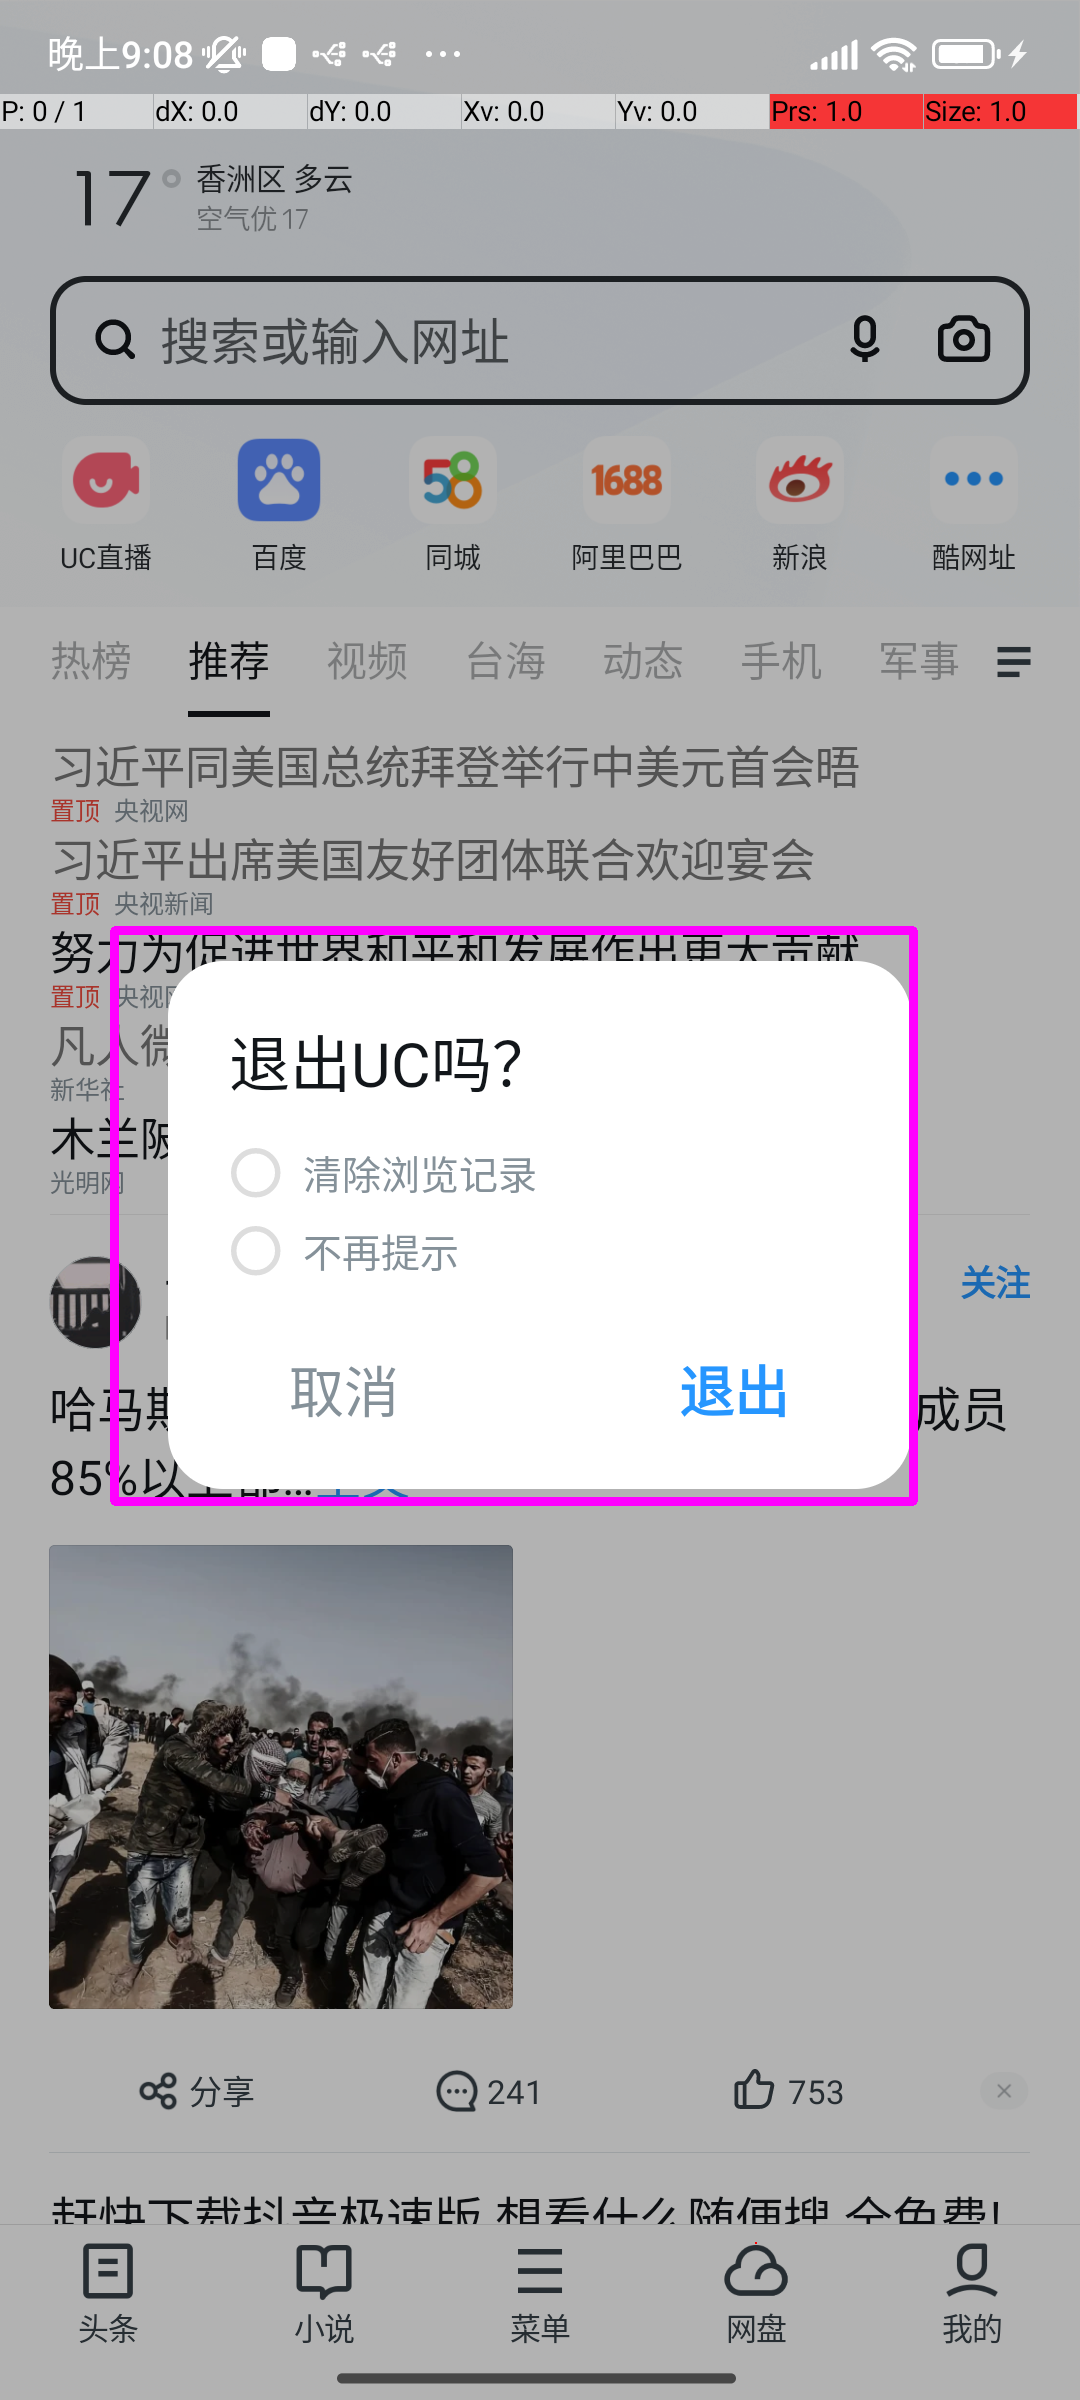 晚上9:08
P: 0 / 1 dX: 0.0 dY: 0.0 Xv: 0.0 Yv: 0.0 Prs: 1.0 Size: 1.0
17° 香洲区 多云
空气优 17
搜索或输入网址
58
1688
UC直播 百度 同城 阿里巴巴 新浪 酷网址
热榜 推荐 视频 台海 动态 手机 军事
习近平同美国总统拜登举行中美元首会晤
置顶 央视网
习近平出席美国友好团体联合欢迎宴会
置顶 央视新闻
努力为促进世界和平和发展作出更大贡献
置顶 央视网
凡人微
新华社
木兰陂
光明网
退出UC吗?
清除浏览记录
不再提示
取消 退出
关注
哈马斯 成员
85%以上都...全文
分享 241 753
赶快下载抖音极速版,想看什么随便搜,全免费!
头条 小说 菜单 网盘 我的